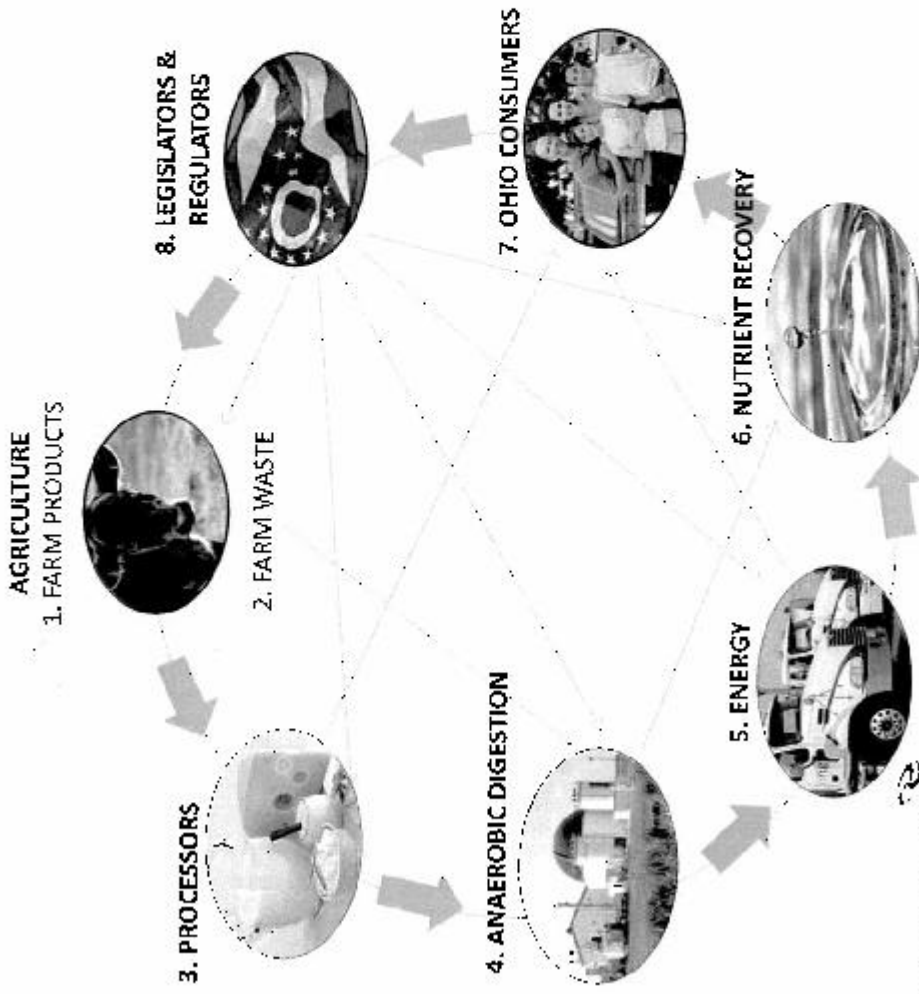 AGRICULTURE
1. FARM PRODUCTS
2. FARM WASTE
3. PROCESSORS
4. ANAEROBIC DIGESTION
5. ENERGY
6. NUTRIENT RECOVERY
7. OHIO CONSUMERS
8. LEGISLATORS &
REGULATORS